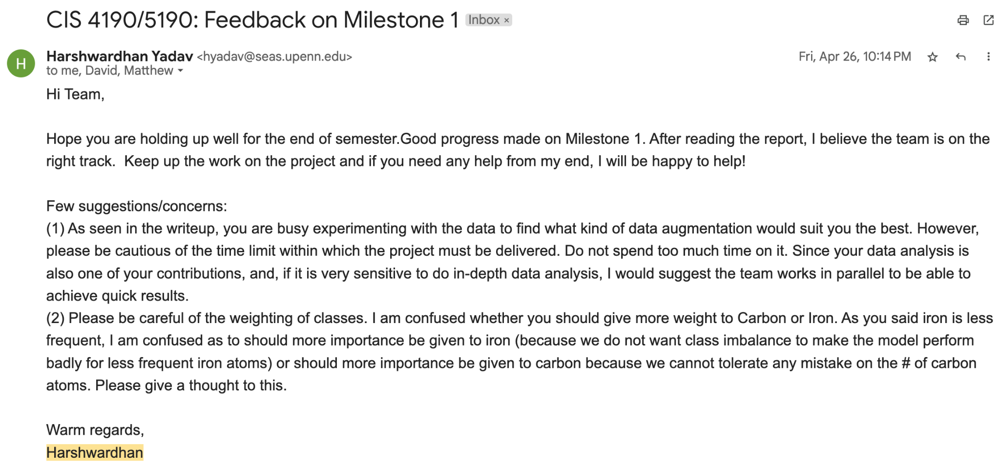 CIS 4190/5190: Feedback on Milestone 1 Inbox ×
H
Harshwardhan Yadav <hyadav@seas.upenn.edu> Fri, Apr 26, 10:14 PM
to me, David, Matthew
Hi Team,
Hope you are holding up well for the end of semester.Good progress made on Milestone 1. After reading the report, I believe the team is on the
right track.  Keep up the work on the project and if you need any help from my end, I will be happy to help!
Few suggestions/concerns:
(1) As seen in the writeup, you are busy experimenting with the data to find what kind of data augmentation would suit you the best. However,
please be cautious of the time limit within which the project must be delivered. Do not spend too much time on it. Since your data analysis is
also one of your contributions, and, if it is very sensitive to do in-depth data analysis, I would suggest the team works in parallel to be able to
achieve quick results.
(2) Please be careful of the weighting of classes. I am confused whether you should give more weight to Carbon or Iron. As you said iron is less
frequent, I am confused as to should more importance be given to iron (because we do not want class imbalance to make the model perform
badly for less frequent iron atoms) or should more importance be given to carbon because we cannot tolerate any mistake on the # of carbon
atoms. Please give a thought to this.
Warm regards,
Harshwardhan